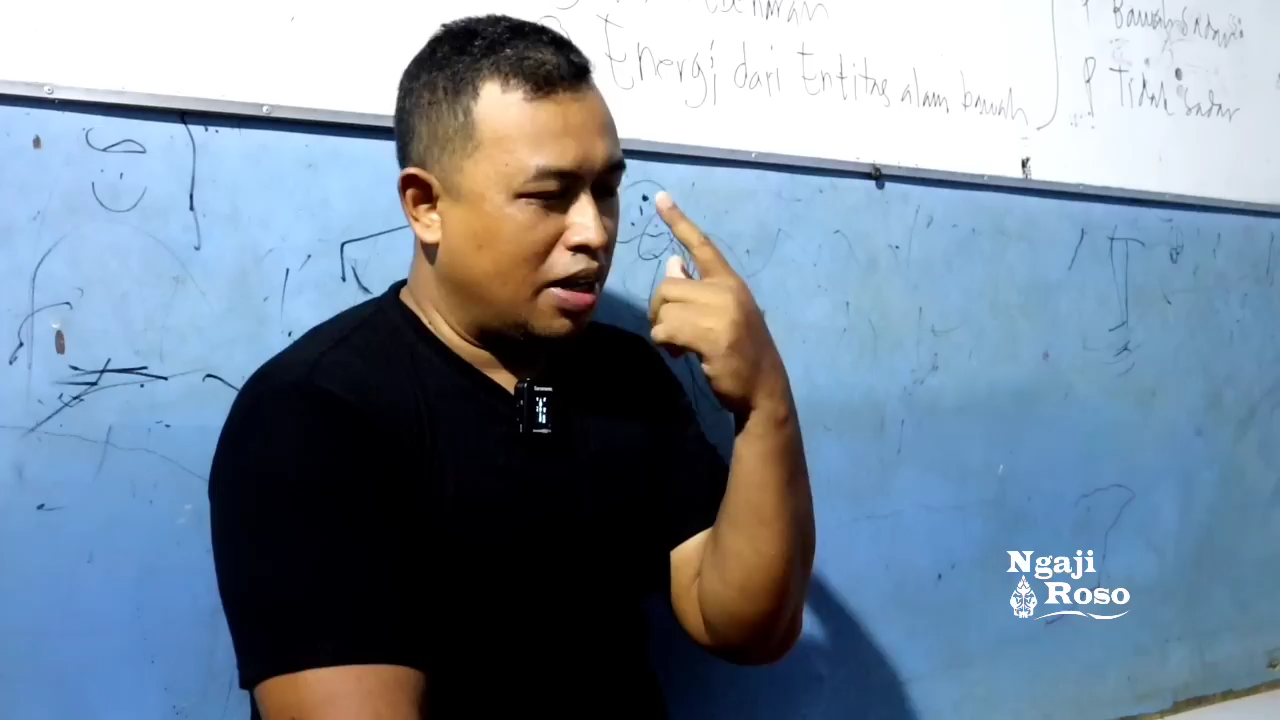 Energi dari Entitas alam bawah
Bawah sadar
Tidak sadar
Ngaji
Roso